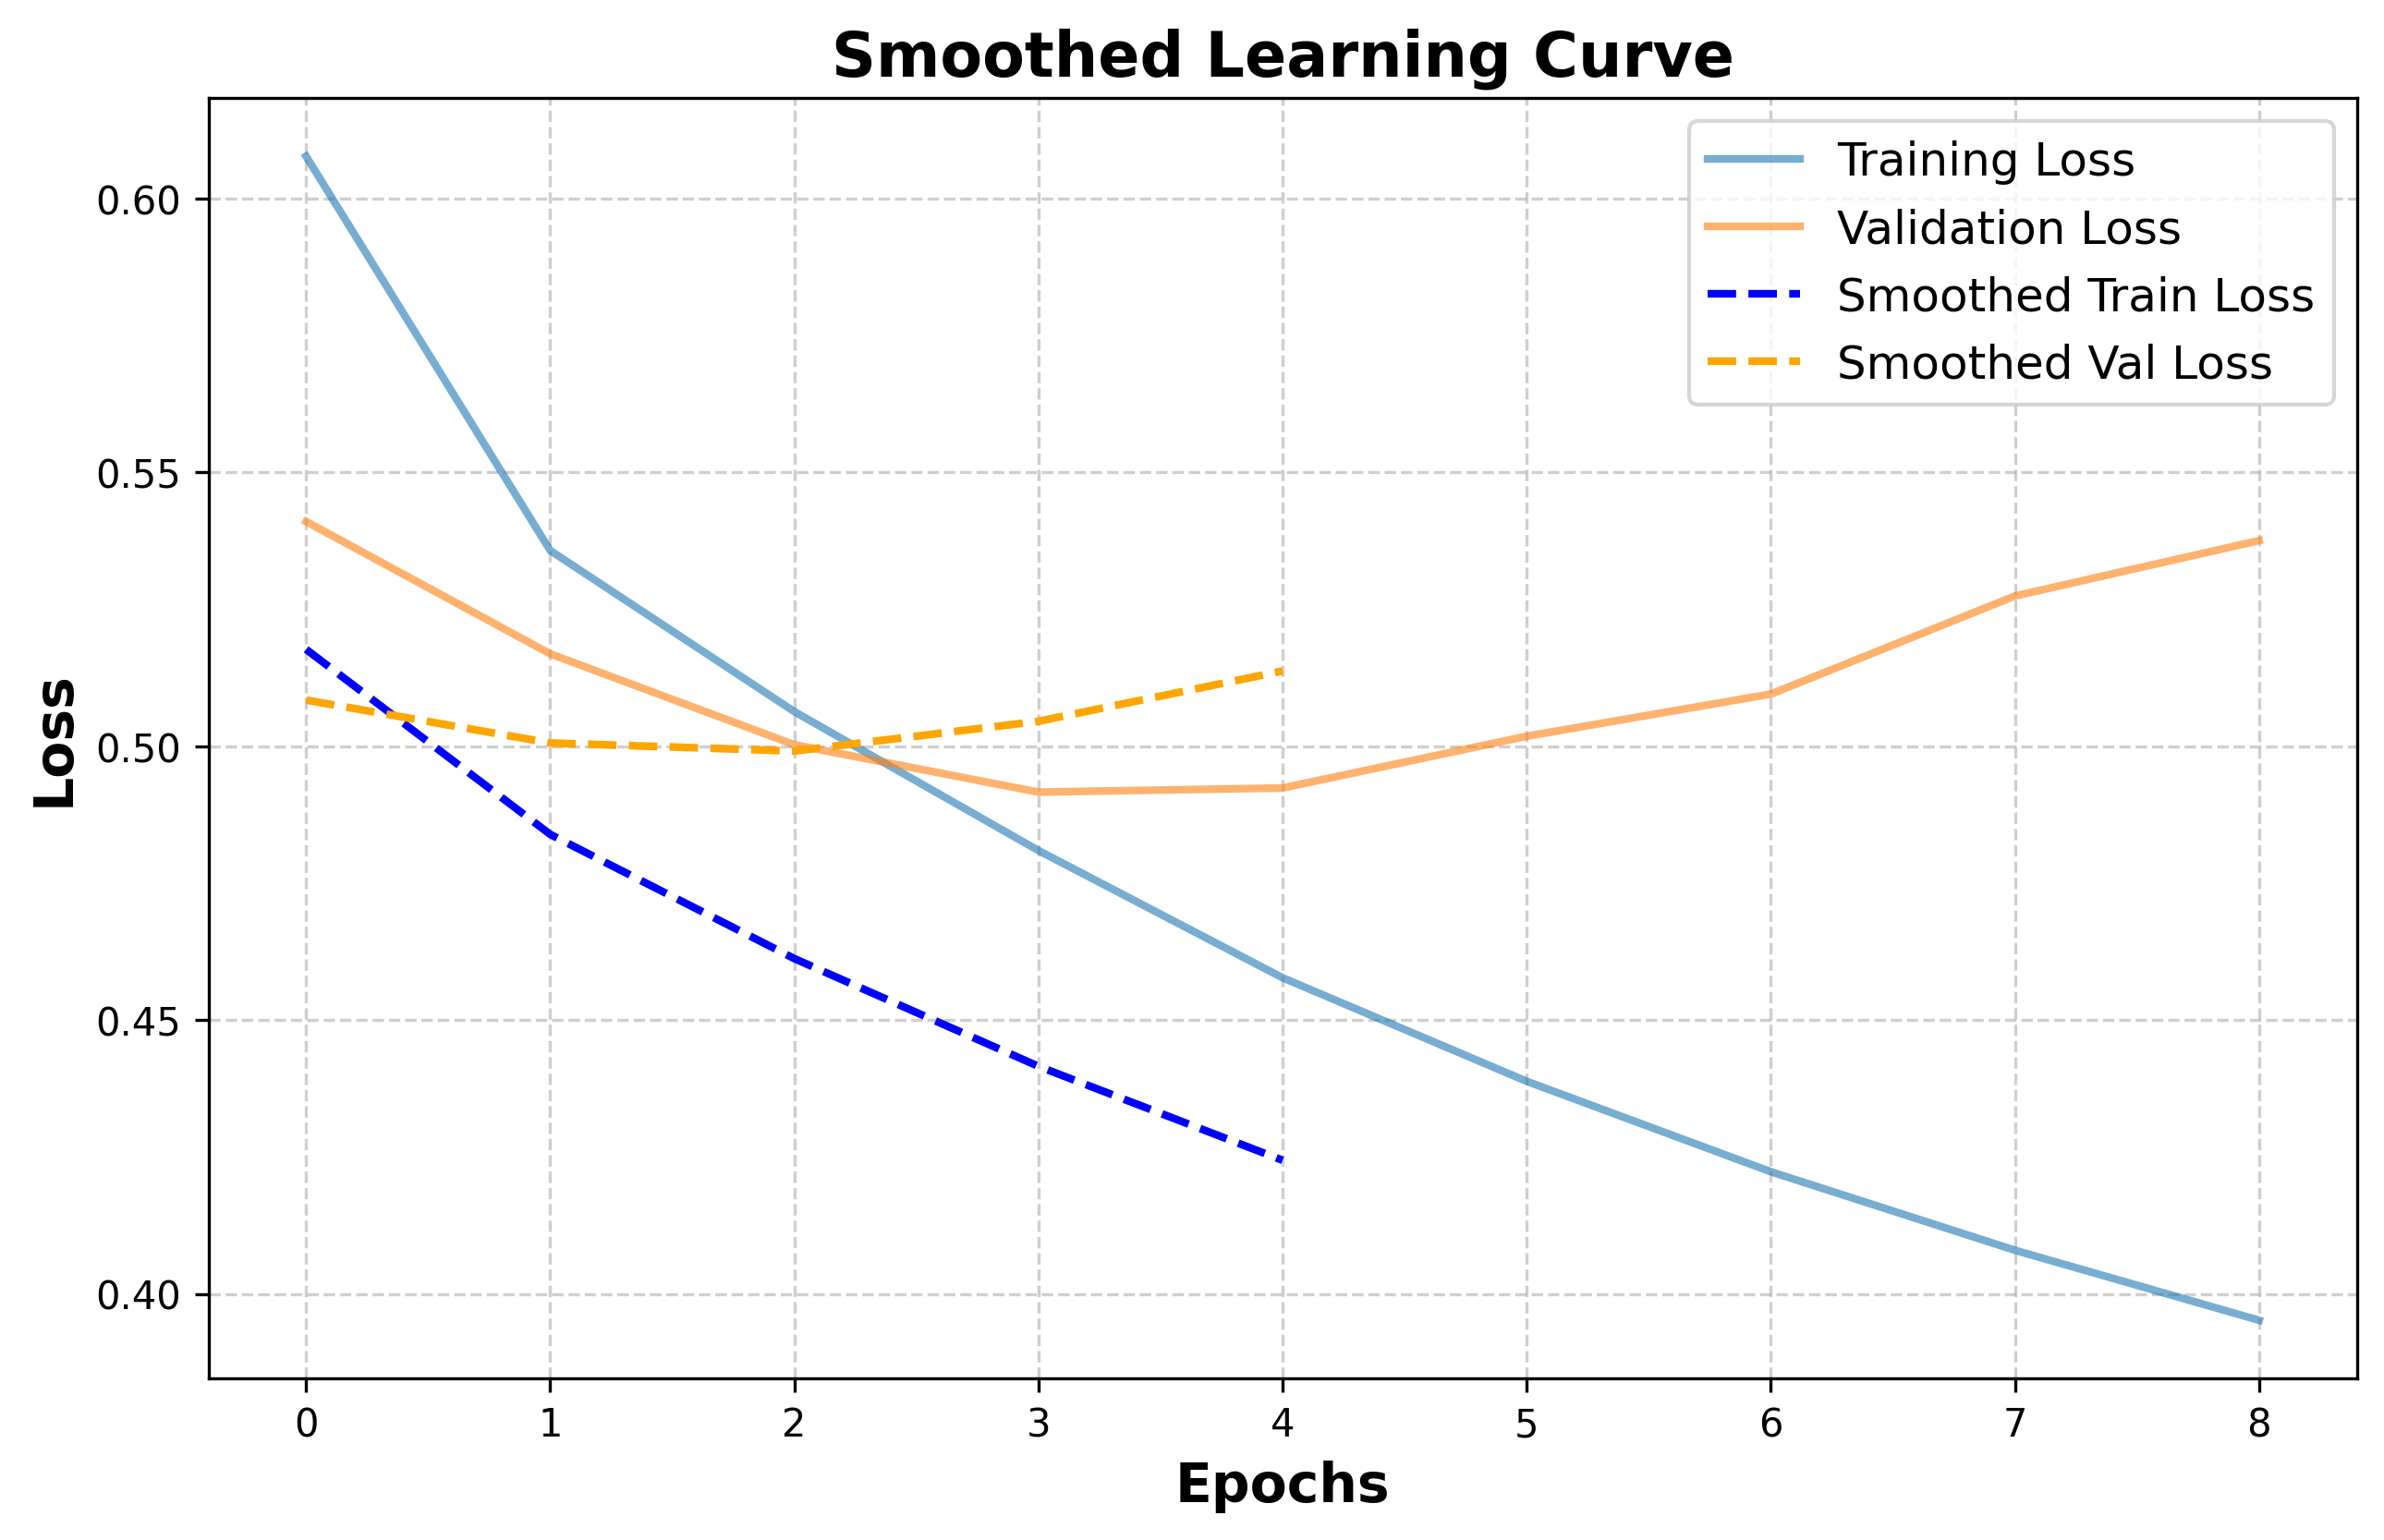 Smoothed Learning Curve
Training Loss
Validation Loss
Smoothed Train Loss
Smoothed Val Loss
0.60
0.55
0.50
0.45
0.40
Loss
0 1 2 3 4 5 6 7 8
Epochs